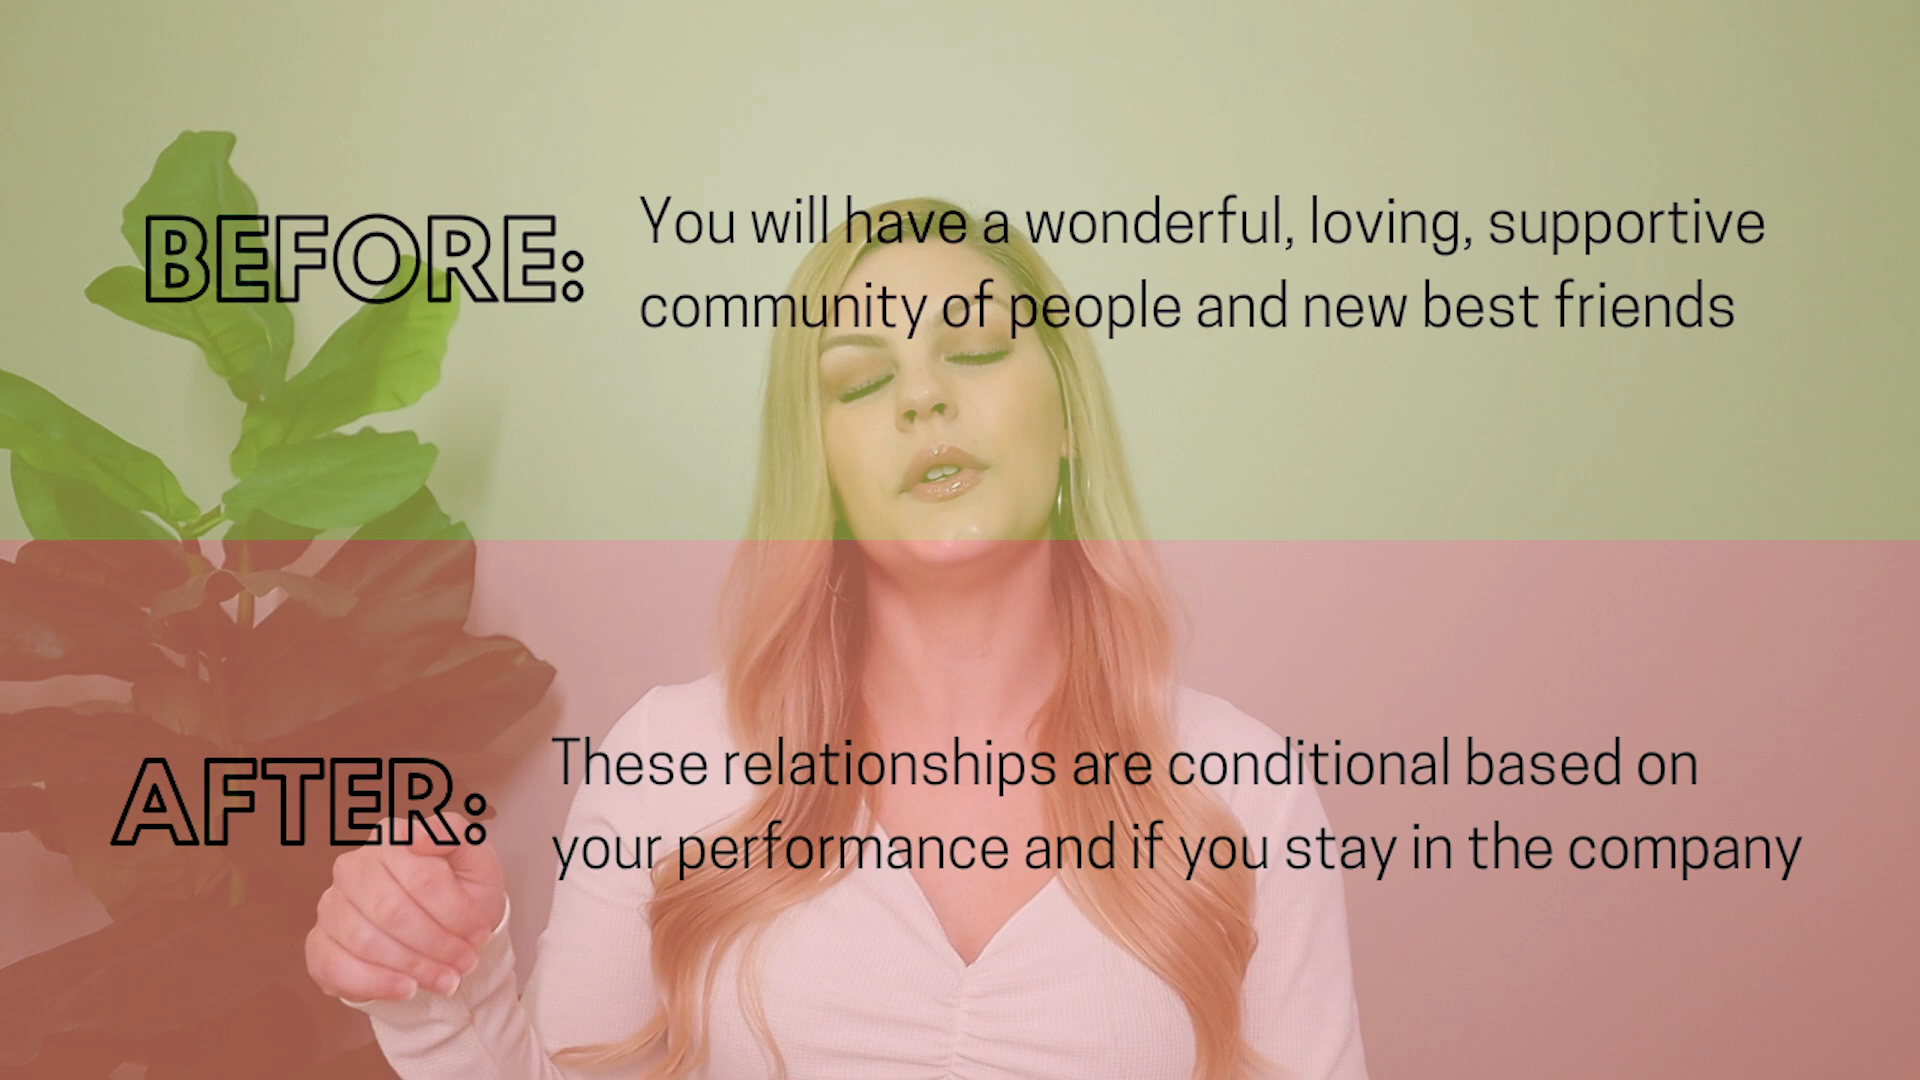 BEFORE:
You will have a wonderful, loving, supportive
community of people and new best friends
AFTER:
These relationships are conditional based on
your performance and if you stay in the company